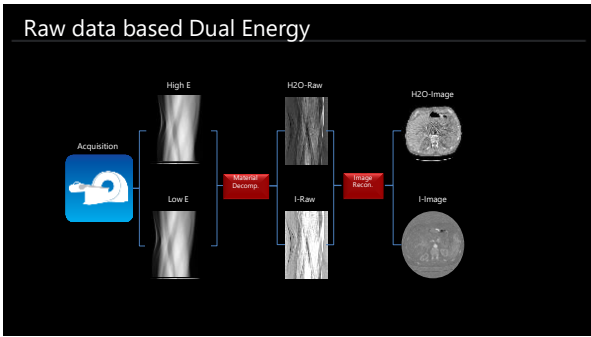 Raw data based Dual Energy
High E
H2O-Raw
H2O-Image
Acquisition
Material
Decomp.
Image
Recon.
Low E
I-Raw
I-Image